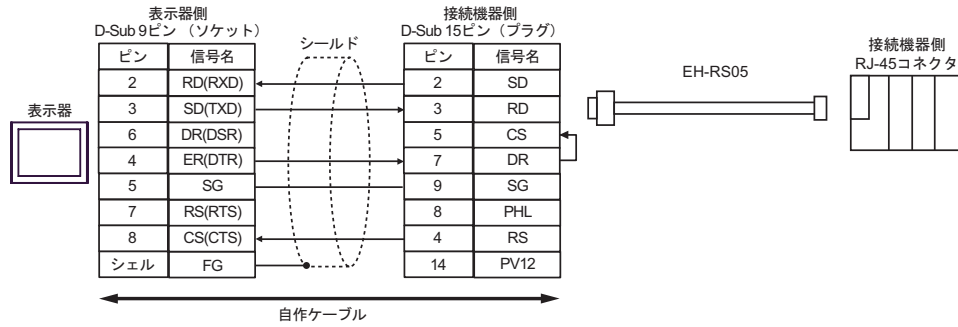 表示器側
D-Sub 9ピン （ソケット）
ピン 信号名
2 RD(RXD)
3 SD(TXD)
6 DR(DSR)
4 ER(DTR)
5 SG
7 RS(RTS)
8 CS(CTS)
シェル FG
表示器
シールド
接続機器側
D-Sub 15ピン（プラグ）
ピン 信号名
2 SD
3 RD
5 CS
7 DR
9 SG
8 PHL
4 RS
14 PV12
自作ケーブル
EH-RS05
接続機器側
RJ-45コネクタ